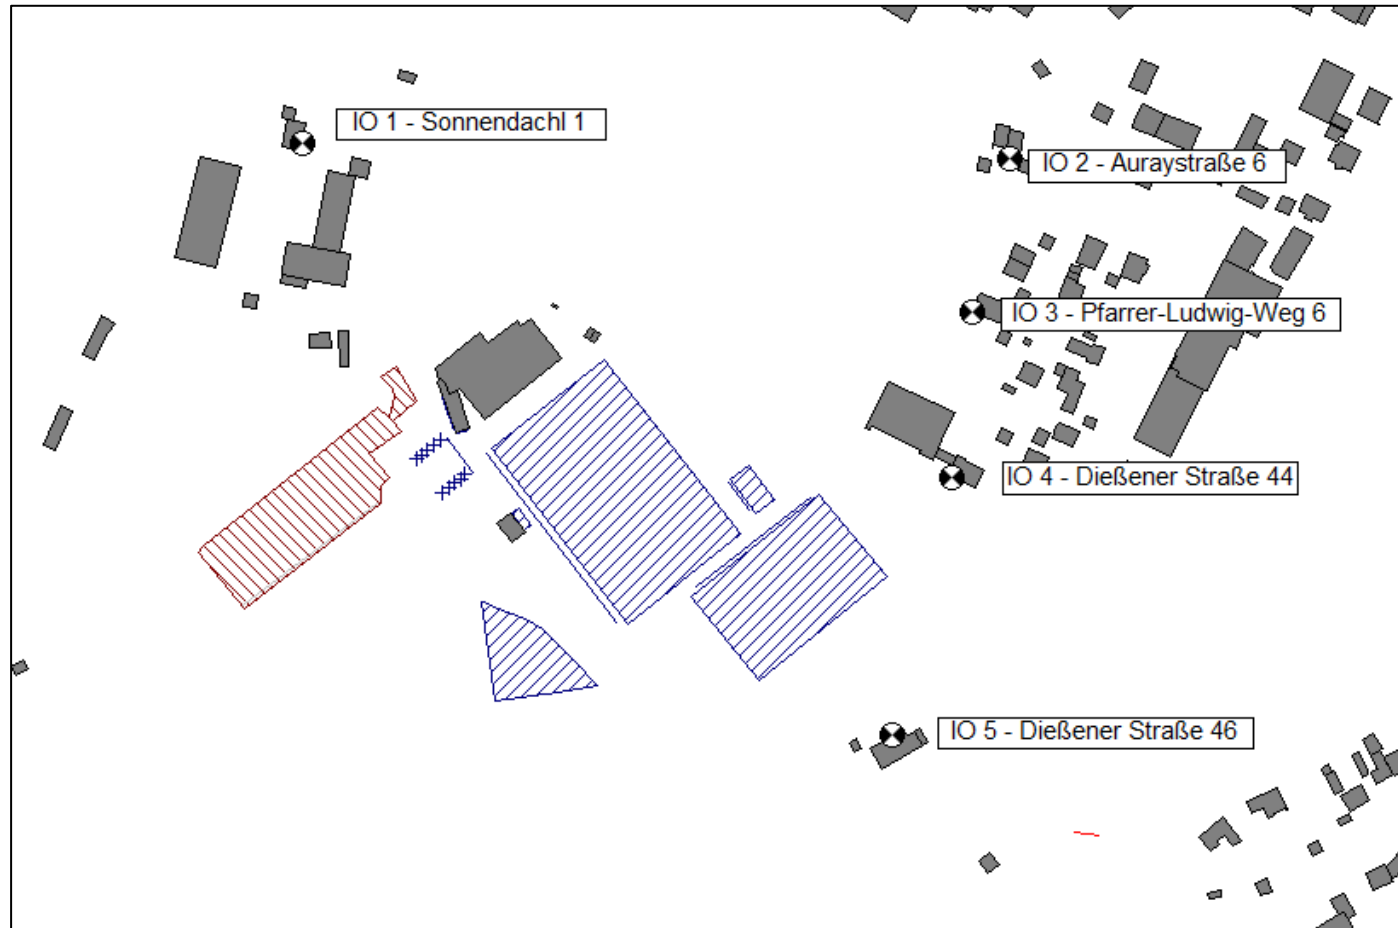 IO 1 - Sonnendachl 1
IO 2 - Auraystraße 6
IO 3 - Pfarrer-Ludwig-Weg 6
IO 4 - Dießener Straße 44
IO 5 - Dießener Straße 46